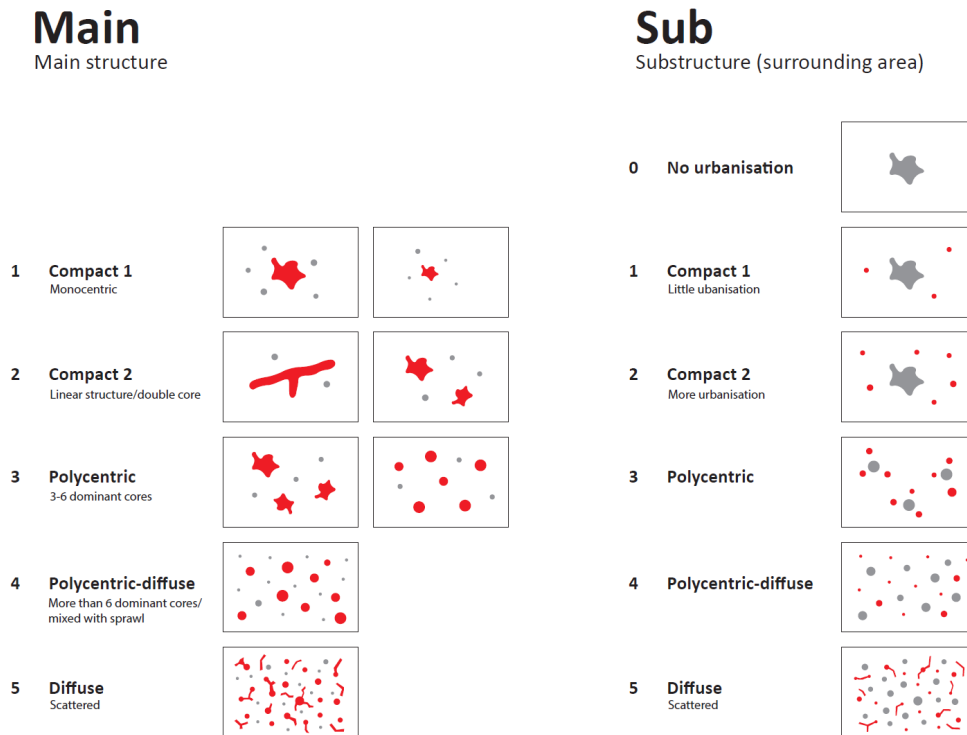 Main
Main structure
1 Compact 1
Monocentric
2 Compact 2
Linear structure/double core
3 Polycentric
3-6 dominant cores
4 Polycentric-diffuse
More than 6 dominant cores/
mixed with sprawl
5 Diffuse
Scattered
Sub
Substructure (surrounding area)
0 No urbanisation
1 Compact 1
Little ubanisation
2 Compact 2
More urbanisation
3 Polycentric
4 Polycentric-diffuse
5 Diffuse
Scattered